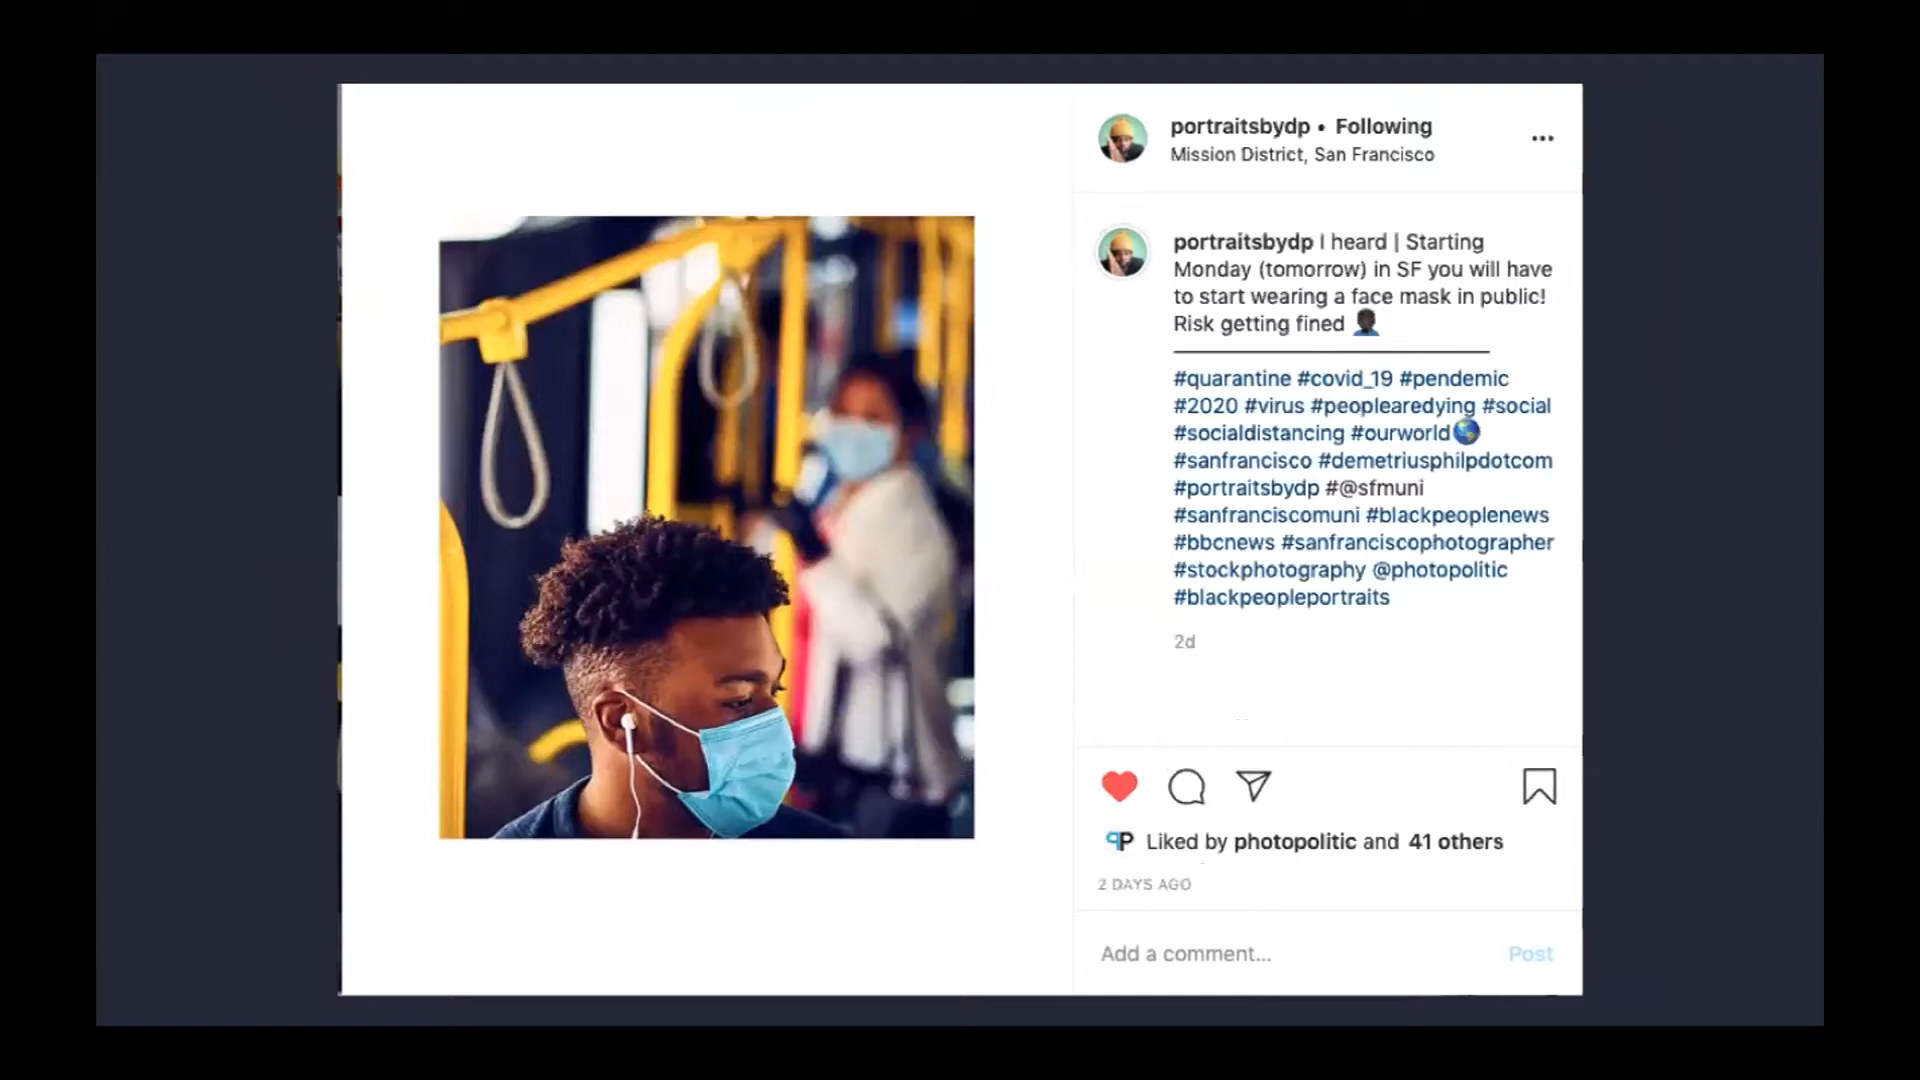 portraitsbydp • Following
Mission District, San Francisco
portraitsbydp I heard | Starting
Monday (tomorrow) in SF you will have
to start wearing a face mask in public!
Risk getting fined
#quarantine #covid_19 #pendemic
#2020 #virus #peoplearedying #social
#socialdistancing #ourworld
#sanfrancisco #demetriusphilpdotcom
#portraitsbydp #@sfmuni
#sanfranciscomuni #blackpeoplenews
#bbcnews #sanfranciscophotographer
#stockphotography @photopolitic
#blackpeopleportraits
2d
PP Liked by photopolitic and 41 others
2 DAYS AGO
Add a comment... Post